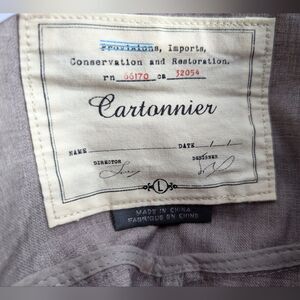 Provisions, Imports,
Conservation and Restoration.
rn 66170 ca 32054
Cartonnier
NAME DATE / /
DIRECTOR DESIGNER
L
MADE IN CHINA
FABRIQUÉ EN CHINE